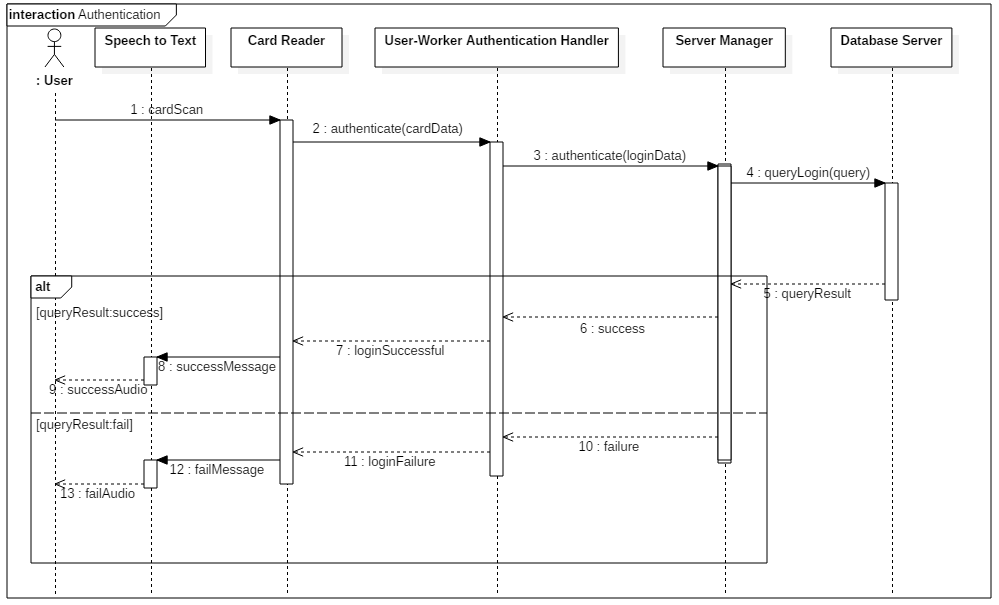 interaction Authentication
: User
Speech to Text
Card Reader
User-Worker Authentication Handler
Server Manager
Database Server
1 : cardScan
2 : authenticate(cardData)
3 : authenticate(loginData)
4 : queryLogin(query)
alt
5 : queryResult
[queryResult:success]
6 : success
7 : loginSuccessful
8 : successMessage
9 : successAudio
[queryResult:fail]
10 : failure
11 : loginFailure
12 : failMessage
13 : failAudio